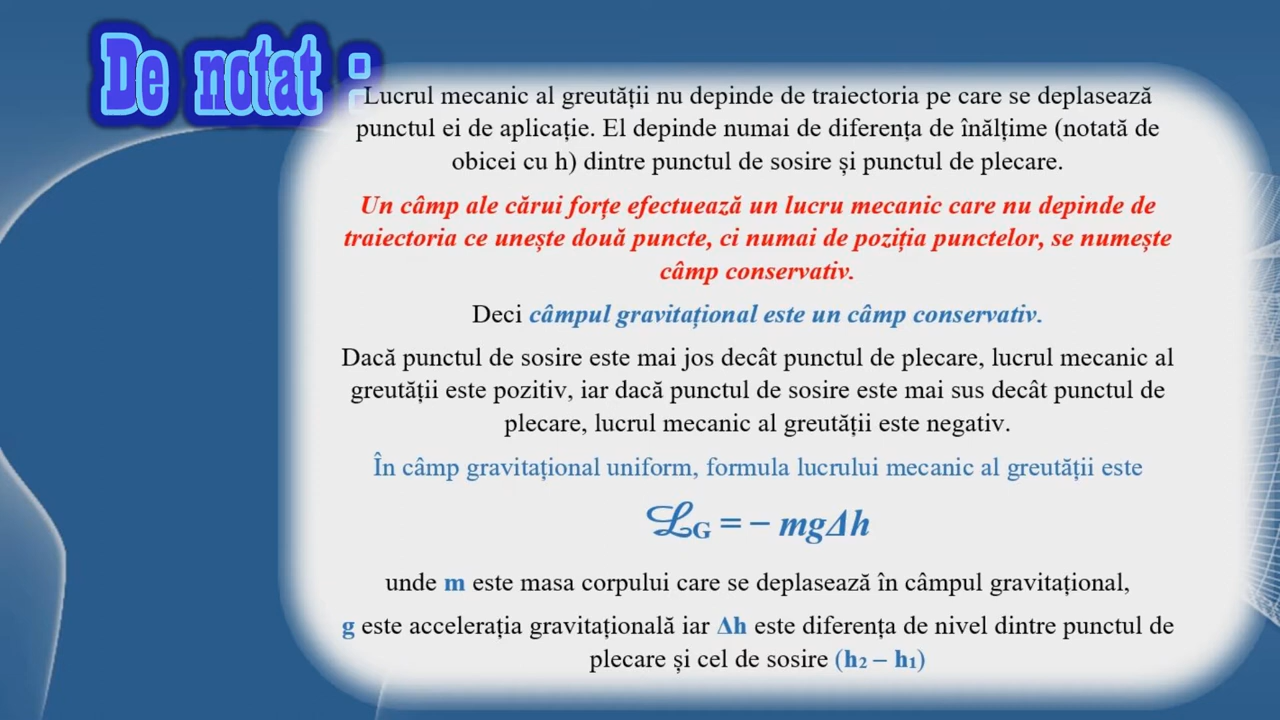 De notat :
Lucrul mecanic al greutății nu depinde de traiectoria pe care se deplasează
punctul ei de aplicație. El depinde numai de diferența de înălțime (notată de
obicei cu h) dintre punctul de sosire și punctul de plecare.
Un câmp ale cărui forțe efectuează un lucru mecanic care nu depinde de
traiectoria ce unește două puncte, ci numai de poziția punctelor, se numește
câmp conservativ.
Deci câmpul gravitațional este un câmp conservativ.
Dacă punctul de sosire este mai jos decât punctul de plecare, lucrul mecanic al
greutății este pozitiv, iar dacă punctul de sosire este mai sus decât punctul de
plecare, lucrul mecanic al greutății este negativ.
În câmp gravitațional uniform, formula lucrului mecanic al greutății este
ℒG = − mgΔh
unde m este masa corpului care se deplasează în câmpul gravitațional,
g este accelerația gravitațională iar Δh este diferența de nivel dintre punctul de
plecare și cel de sosire (h₂ – h₁)